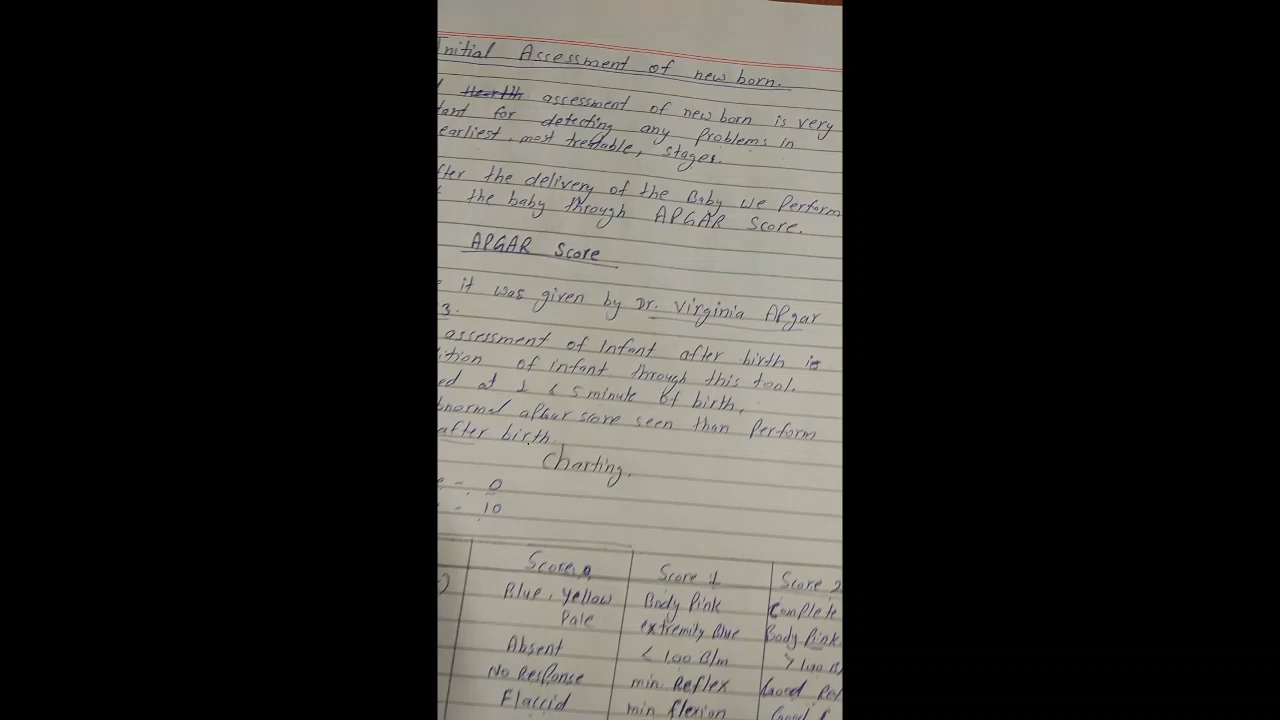 Initial Assessment of new born.
assessment of new born is very
tant for detecting any Problems in
earliest, most treatable, stages.
fter the delivery of the Baby we Perform
the baby through APGAR Score.
APGAR Score
it was given by Dr. Virginia APgar
3.
assessment of Infant after birth is
ition of infant through this tool.
ed at 1 & 5 minute of birth.
bnormal apgar score seen than Perform
after birth.
Charting.
- 0
- 10
Score 0 Score 1 Score 2
Blue, Yellow Body Pink Complete
Pale extremity Blue Body Pink
Absent < 100 B/m > 100 B/
No Response min. Reflex Good Ref
Flaccid min flexion Good